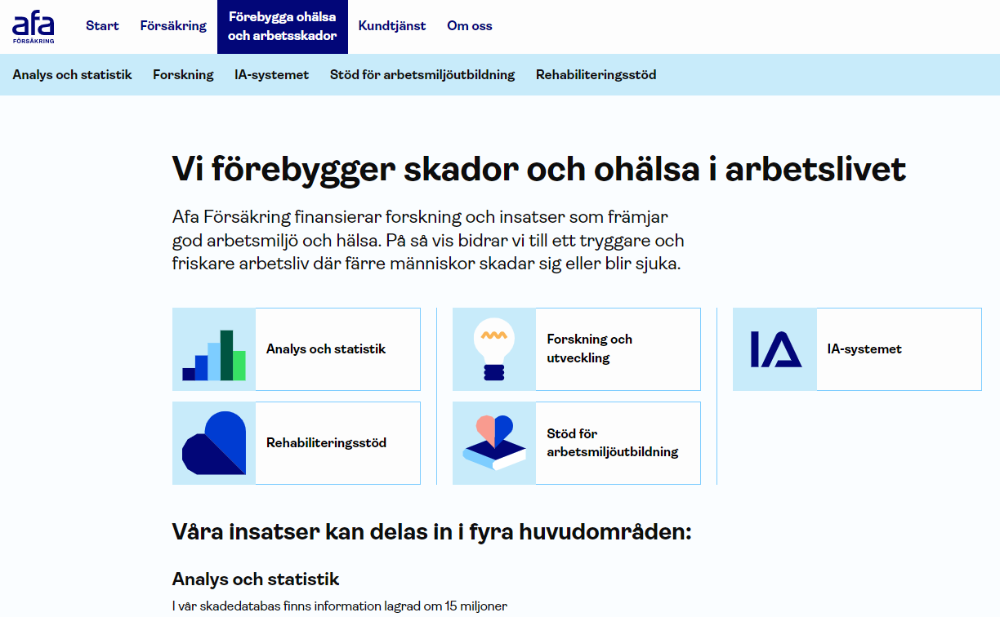 afa
FÖRSÄKRING
Start
Försäkring
Förebygga ohälsa
och arbetsskador
Kundtjänst
Om oss
Analys och statistik
Forskning
IA-systemet
Stöd för arbetsmiljöutbildning
Rehabiliteringsstöd
Vi förebygger skador och ohälsa i arbetslivet
Afa Försäkring finansierar forskning och insatser som främjar
god arbetsmiljö och hälsa. På så vis bidrar vi till ett tryggare och
friskare arbetsliv där färre människor skadar sig eller blir sjuka.
Analys och statistik
Forskning och
utveckling
IA
IA-systemet
Rehabiliteringsstöd
Stöd för
arbetsmiljöutbildning
Våra insatser kan delas in i fyra huvudområden:
Analys och statistik
I vår skadedatabas finns information lagrad om 15 miljoner